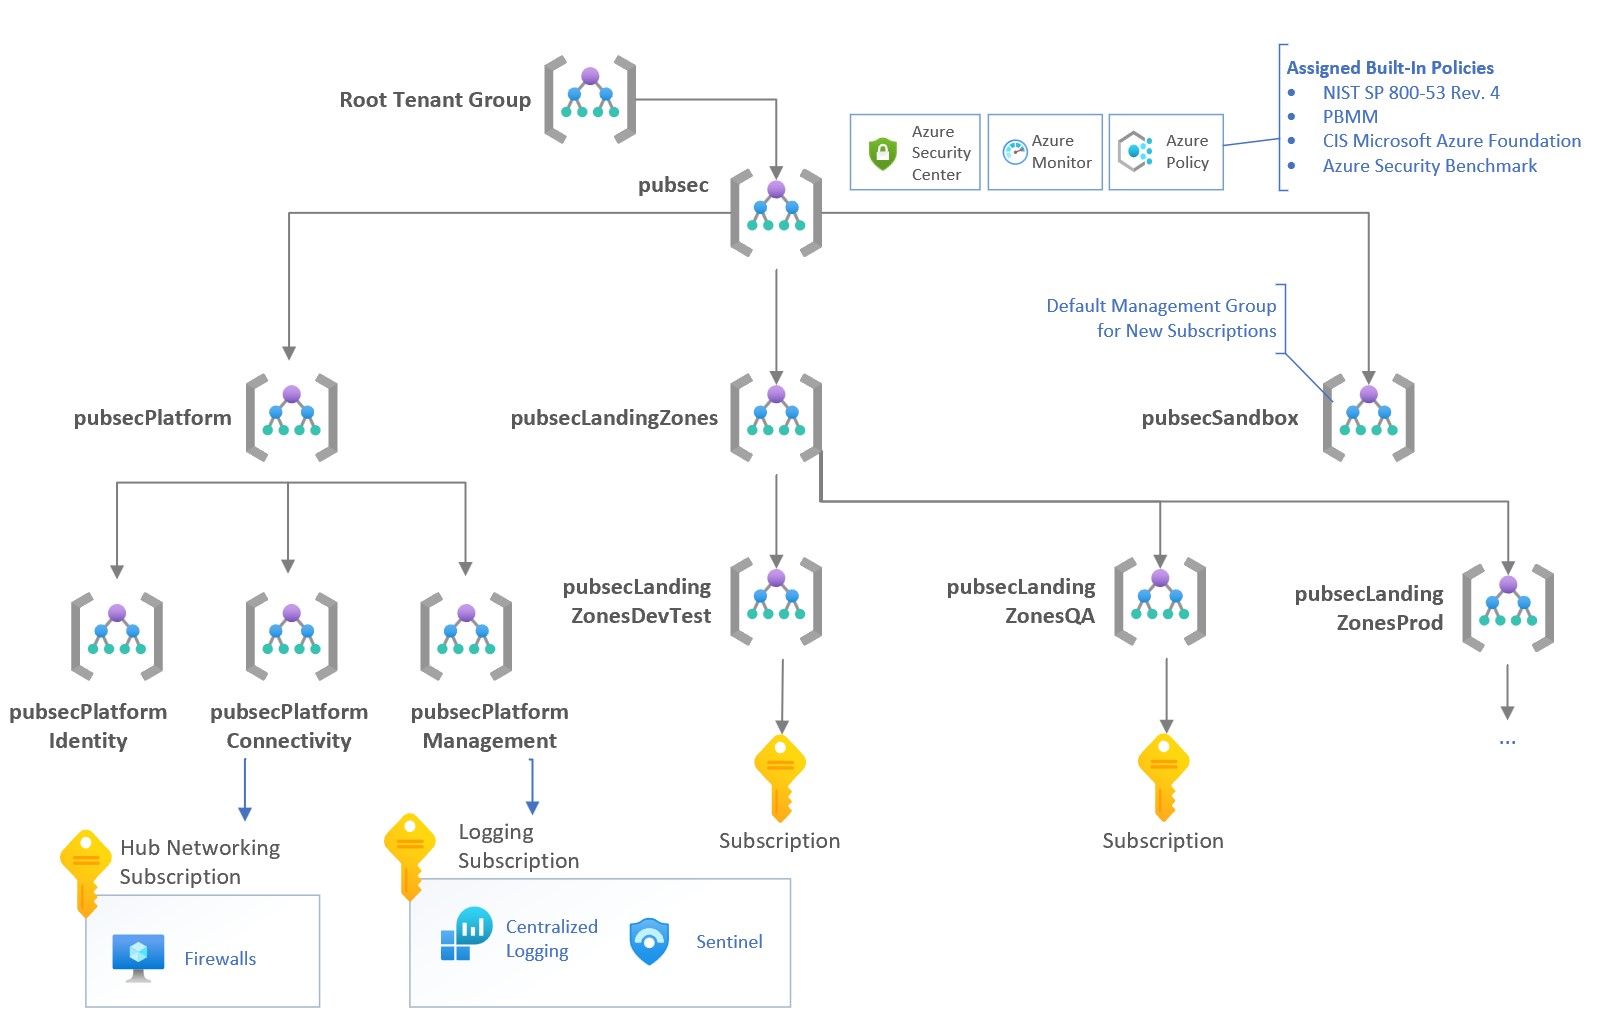 Root Tenant Group
pubsec
Azure
Security
Center
Azure
Monitor
Azure
Policy
Assigned Built-In Policies
• NIST SP 800-53 Rev. 4
• PBMM
• CIS Microsoft Azure Foundation
• Azure Security Benchmark
Default Management Group
for New Subscriptions
pubsecPlatform
pubsecLandingZones
pubsecSandbox
pubsecLanding
ZonesDevTest
pubsecLanding
ZonesQA
pubsecLanding
ZonesProd
pubsecPlatform
Identity
pubsecPlatform
Connectivity
pubsecPlatform
Management
...
Hub Networking
Subscription
Firewalls
Logging
Subscription
Centralized
Logging
Sentinel
Subscription
Subscription